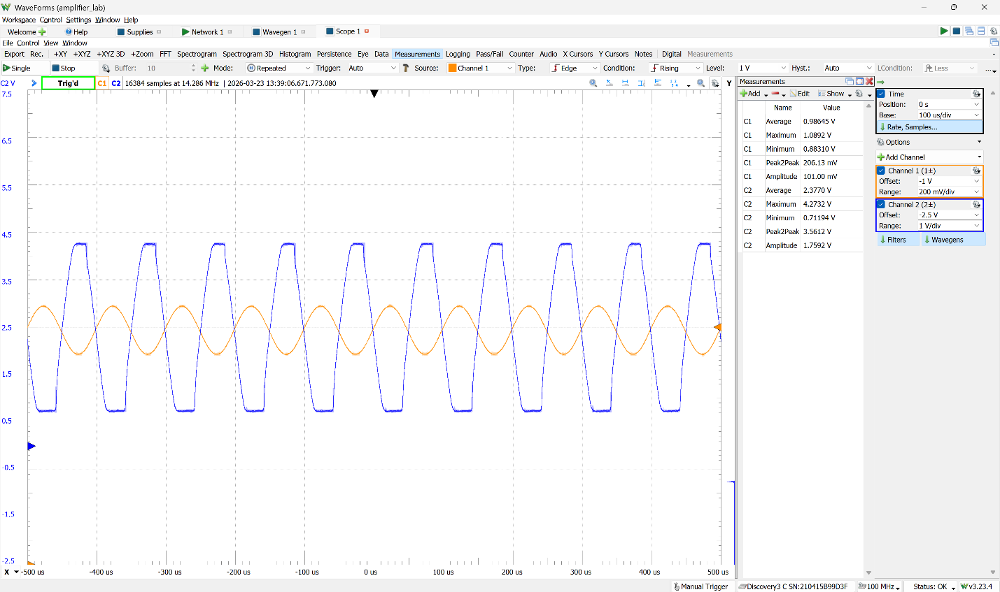 WaveForms (amplifier_lab)
Workspace Control Settings Window Help
Welcome Help Supplies Network 1 Wavegen 1 Scope 1
File Control View Window
Export Rec. +XY +XYZ +XYZ 3D +Zoom FFT Spectrogram Spectrogram 3D Histogram Persistence Eye Data Measurements Logging Pass/Fail Counter Audio X Cursors Y Cursors Notes Digital Measurements
Single Stop Buffer: 10 Mode: Repeated Trigger: Auto Source: Channel 1 Type: Edge Condition: Rising Level: 1 V Hyst.: Auto LCondition: Less ...
C2 V Trig'd C1 C2 16384 samples at 14.286 MHz | 2026-03-23 13:39:06.671.773.080 Y
7.5
6.5
5.5
4.5
3.5
2.5
1.5
0.5
-0.5
-1.5
-2.5
X -500 us -400 us -300 us -200 us -100 us 0 us 100 us 200 us 300 us 400 us 500 us
Measurements
Add Edit Show
Name Value
C1 Average 0.98645 V
C1 Maximum 1.0892 V
C1 Minimum 0.88310 V
C1 Peak2Peak 206.13 mV
C1 Amplitude 101.00 mV
C2 Average 2.3770 V
C2 Maximum 4.2732 V
C2 Minimum 0.71194 V
C2 Peak2Peak 3.5612 V
C2 Amplitude 1.7592 V
Time
Position: 0 s
Base: 100 us/div
Rate, Samples...
Options
Add Channel
Channel 1 (1±)
Offset: -1 V
Range: 200 mV/div
Channel 2 (2±)
Offset: -2.5 V
Range: 1 V/div
Filters Wavegens
Manual Trigger Discovery3 C SN:210415B99D3F 100 MHz Status: OK v3.23.4